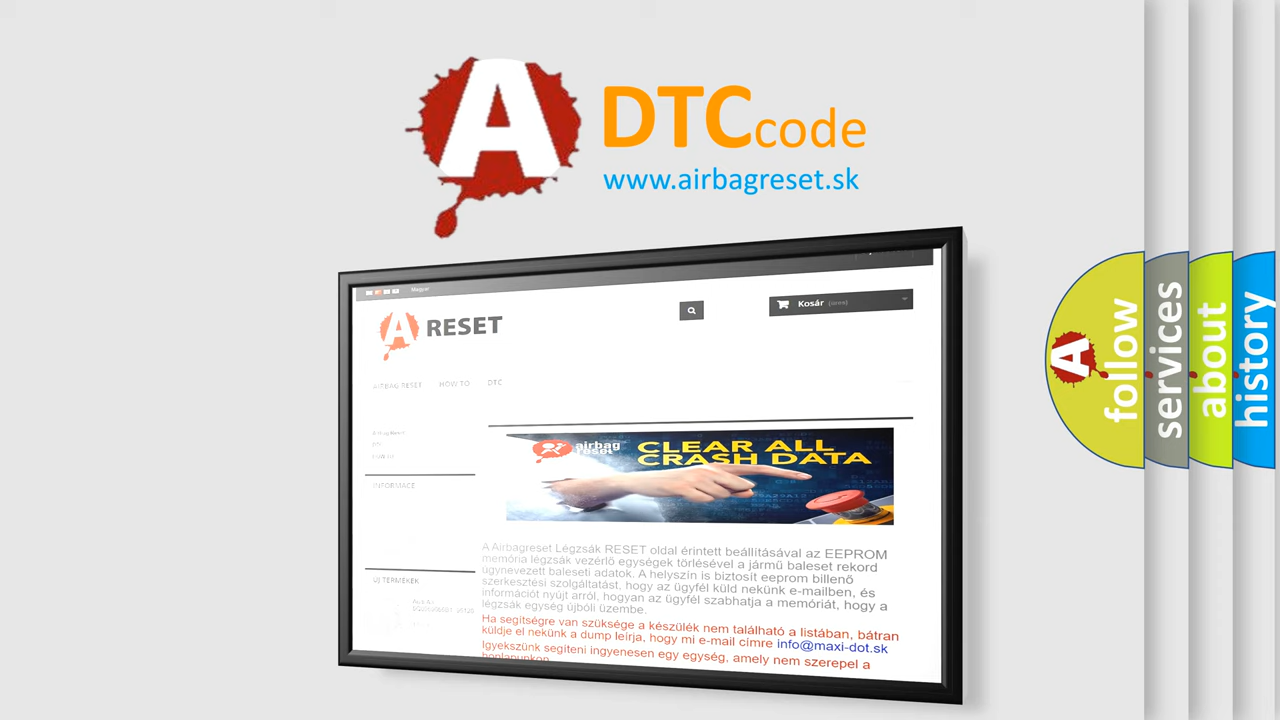 A
DTC code
www.airbagreset.sk
Magyar
Kosár (üres)
A RESET
AIRBAG RESET HOW TO DTC
INFORMACE
ÚJ TERMÉKEK
airbag
reset
CLEAR ALL
CRASH DATA
A Airbagreset Légzsák RESET oldal érintett beállításával az EEPROM
memória légzsák vezérlő egységek törlésével a jármű baleset rekord
úgynevezett baleseti adatok. A helyszín is biztosít eeprom billenő
szerkesztési szolgáltatást, hogy az ügyfél küld nekünk e-mailben, és
információt nyújt arról, hogyan az ügyfél szabhatja a memóriát, hogy a
légzsák egység újbóli üzembe.
Ha segítségre van szüksége a készülék nem található a listában, bátran
küldje el nekünk a dump leírja, hogy mi e-mail címre info@maxi-dot.sk
Igyekszünk segíteni ingyenesen egy egység, amely nem szerepel a
honlapunkon
A
follow
services
about
history